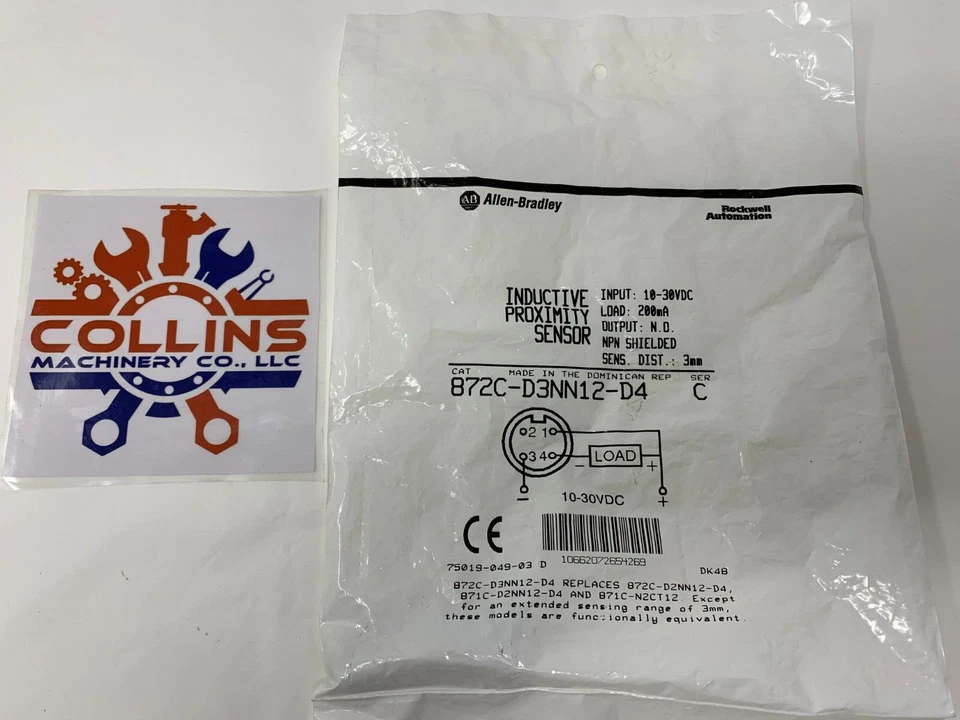 COLLINS
MACHINERY CO., LLC
AB Allen-Bradley
Rockwell
Automation
INDUCTIVE
PROXIMITY
SENSOR
INPUT: 10-30VDC
LOAD: 200mA
OUTPUT: N.O.
NPN SHIELDED
SENS. DIST.: 3mm
CAT MADE IN THE DOMINICAN REP. SER
872C-D3NN12-D4 C
2 1
3 4 - LOAD +
- 10-30VDC +
CE
75019-049-03 D 10662072654269 DK4B
872C-D3NN12-D4 REPLACES 872C-D2NN12-D4,
871C-D2NN12-D4 AND 871C-N2CT12. Except
for an extended sensing range of 3mm,
these models are functionally equivalent.